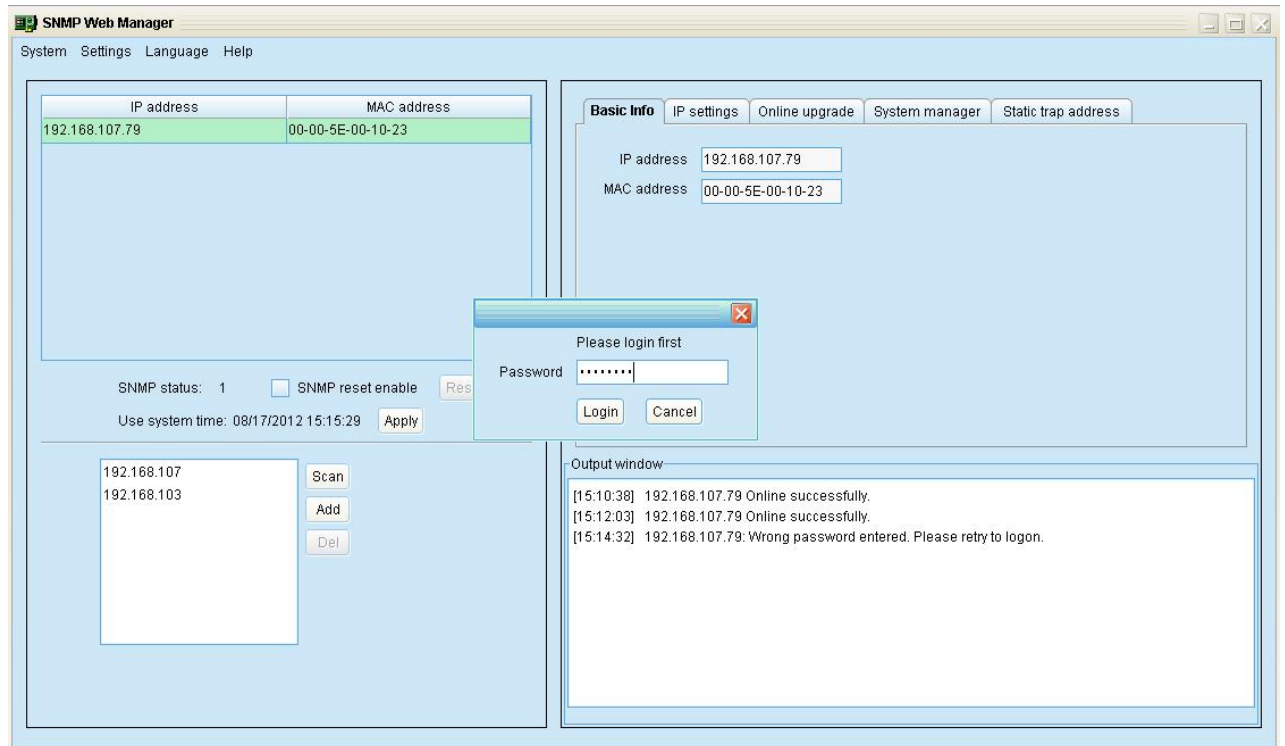 SNMP Web Manager
System Settings Language Help
IP address MAC address
192.168.107.79 00-00-5E-00-10-23
SNMP status: 1 SNMP reset enable Res
Use system time: 08/17/2012 15:15:29 Apply
192.168.107
192.168.103
Scan
Add
Del
Basic Info IP settings Online upgrade System manager Static trap address
IP address 192.168.107.79
MAC address 00-00-5E-00-10-23
Please login first
Password ••••••••
Login Cancel
Output window
[15:10:38] 192.168.107.79 Online successfully.
[15:12:03] 192.168.107.79 Online successfully.
[15:14:32] 192.168.107.79: Wrong password entered. Please retry to logon.